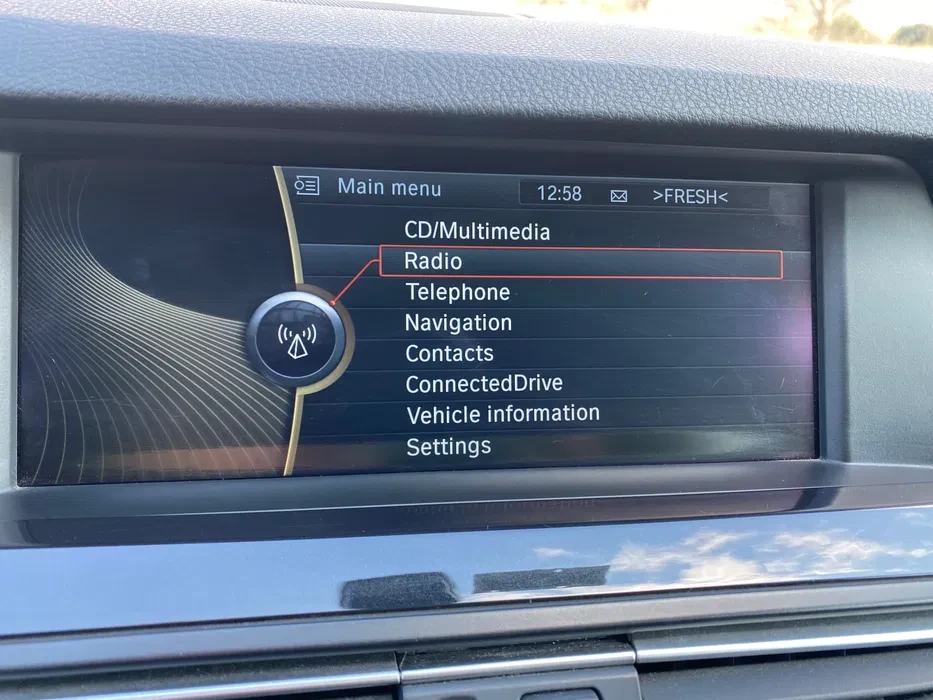 Main menu 12:58 >FRESH<
CD/Multimedia
Radio
Telephone
Navigation
Contacts
ConnectedDrive
Vehicle information
Settings